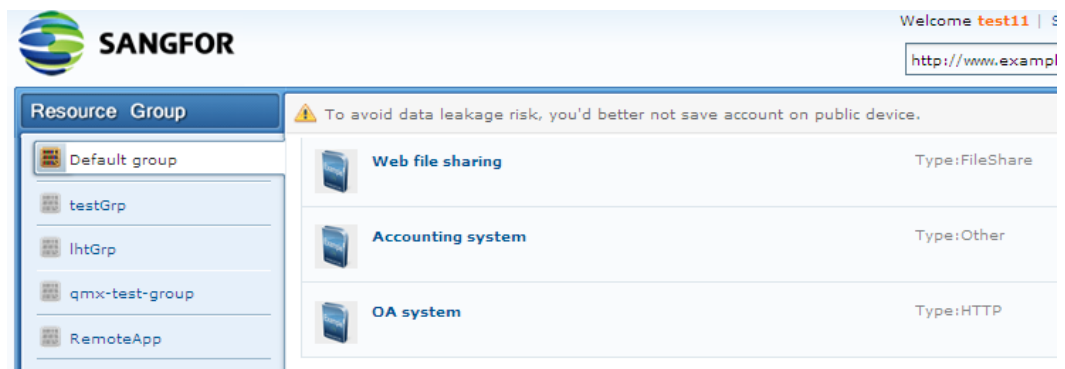 SANGFOR
Welcome test11 |
http://www.exampl
Resource Group
To avoid data leakage risk, you'd better not save account on public device.
Default group
testGrp
lhtGrp
qmx-test-group
RemoteApp
Web file sharing Type:FileShare
Accounting system Type:Other
OA system Type:HTTP